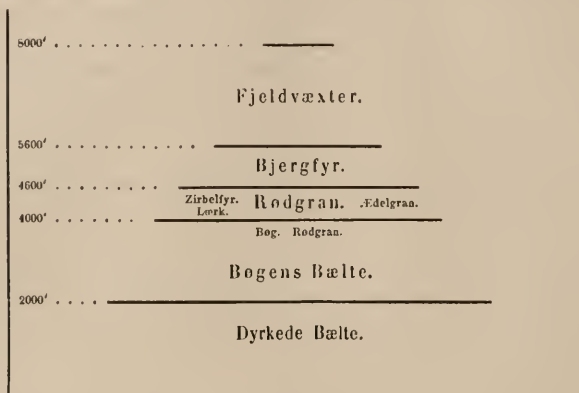 8000'
Fjeldvæxter.
5600'
Bjergfyr.
4600'
Zirbelfyr. Rødgran. Ædelgran.
Lærk.
4000'
Bøg. Rødgran.
Bøgens Bælte.
2000'
Dyrkede Bælte.